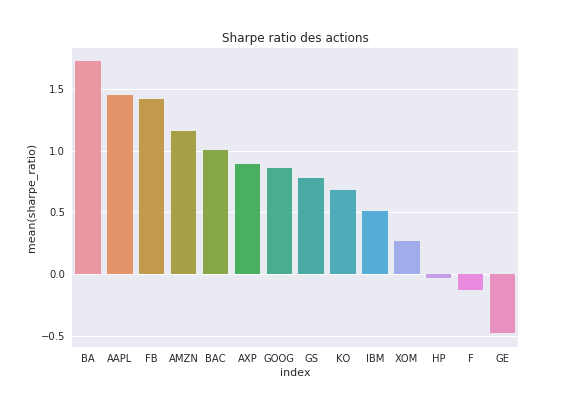 Sharpe ratio des actions
mean(sharpe_ratio)
1.5
1.0
0.5
0.0
−0.5
BA AAPL FB AMZN BAC AXP GOOG GS KO IBM XOM HP F GE
index